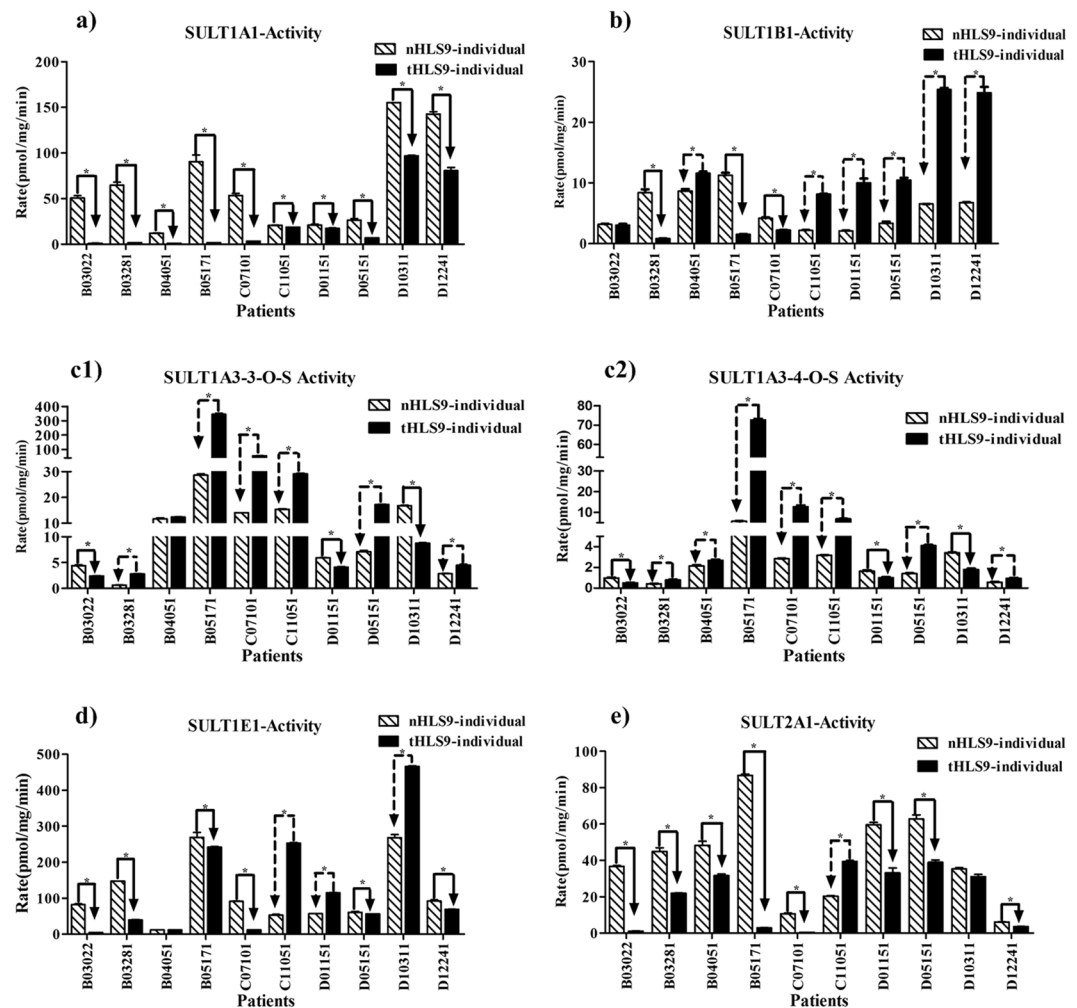 a)
SULT1A1-Activity
nHLS9-individual
tHLS9-individual
Rate(pmol/mg/min)
200
150
100
50
0
* * * * * * * * * *
B03022 B03281 B04051 B05171 C07101 C11051 D01151 D05151 D10311 D12241
Patients
b)
SULT1B1-Activity
nHLS9-individual
tHLS9-individual
Rate(pmol/mg/min)
30
20
10
0
* * * * * * * * *
B03022 B03281 B04051 B05171 C07101 C11051 D01151 D05151 D10311 D12241
Patients
c1)
SULT1A3-3-O-S Activity
nHLS9-individual
tHLS9-individual
Rate(pmol/mg/min)
400
300
200
100
30
20
10
10
5
0
* * * * * * * * *
B03022 B03281 B04051 B05171 C07101 C11051 D01151 D05151 D10311 D12241
Patients
c2)
SULT1A3-4-O-S Activity
nHLS9-individual
tHLS9-individual
Rate(pmol/mg/min)
80
70
60
20
10
4
2
0
* * * * * * * * * *
B03022 B03281 B04051 B05171 C07101 C11051 D01151 D05151 D10311 D12241
Patients
d)
SULT1E1-Activity
nHLS9-individual
tHLS9-individual
Rate(pmol/mg/min)
500
400
300
200
100
0
* * * * * * * * *
B03022 B03281 B04051 B05171 C07101 C11051 D01151 D05151 D10311 D12241
Patients
e)
SULT2A1-Activity
nHLS9-individual
tHLS9-individual
Rate(pmol/mg/min)
100
80
60
40
20
0
* * * * * * * * *
B03022 B03281 B04051 B05171 C07101 C11051 D01151 D05151 D10311 D12241
Patients